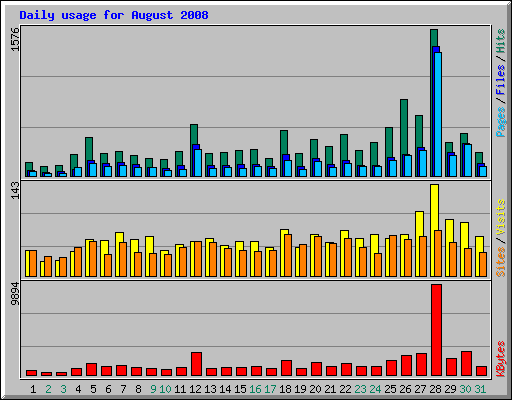 Daily usage for August 2008
1576
Pages / Files / Hits
143
Sites / Visits
9894
KBytes
1 2 3 4 5 6 7 8 9 10 11 12 13 14 15 16 17 18 19 20 21 22 23 24 25 26 27 28 29 30 31